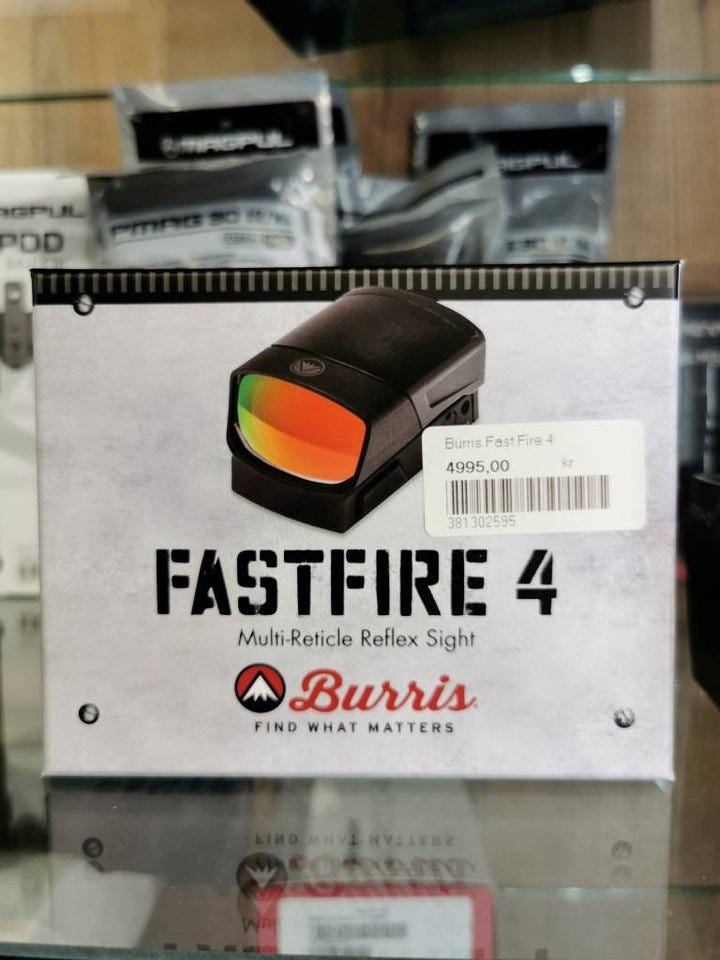 MAGPUL
PMAG 30
MAGPUL
POD
Burris Fast Fire 4
4995,00 kr
381302595
FASTFIRE 4
Multi-Reticle Reflex Sight
Burris
FIND WHAT MATTERS